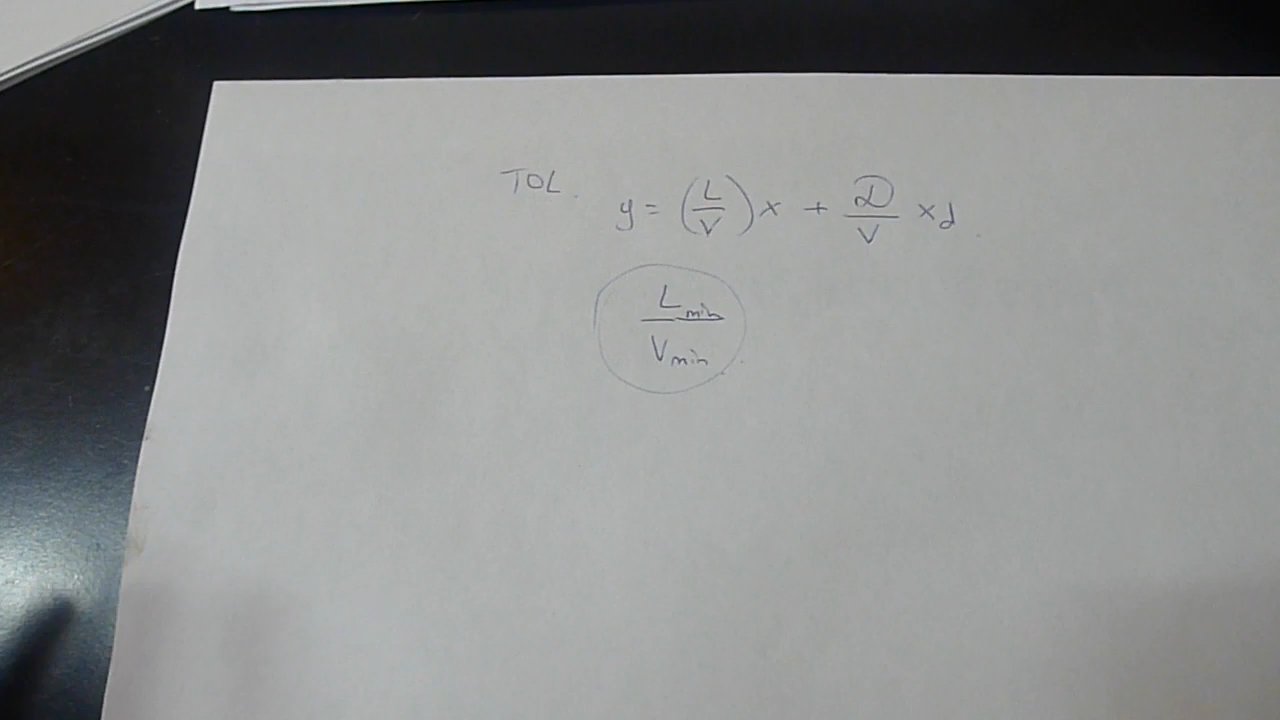 TOL. y = (L/V) x + D/V xd
Lmin/Vmin